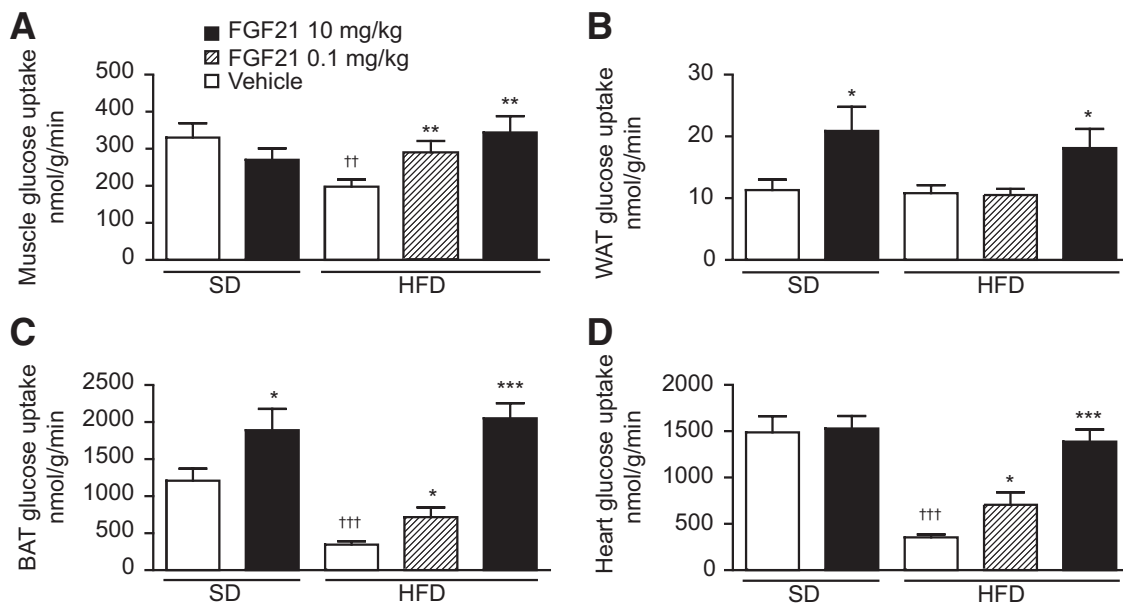 A
FGF21 10 mg/kg
FGF21 0.1 mg/kg
Vehicle
Muscle glucose uptake
nmol/g/min
500
400
300
200
100
0
††
**
**
SD
HFD
B
WAT glucose uptake
nmol/g/min
30
20
10
0
*
*
SD
HFD
C
BAT glucose uptake
nmol/g/min
2500
2000
1500
1000
500
0
*
†††
*
***
SD
HFD
D
Heart glucose uptake
nmol/g/min
2000
1500
1000
500
0
†††
*
***
SD
HFD